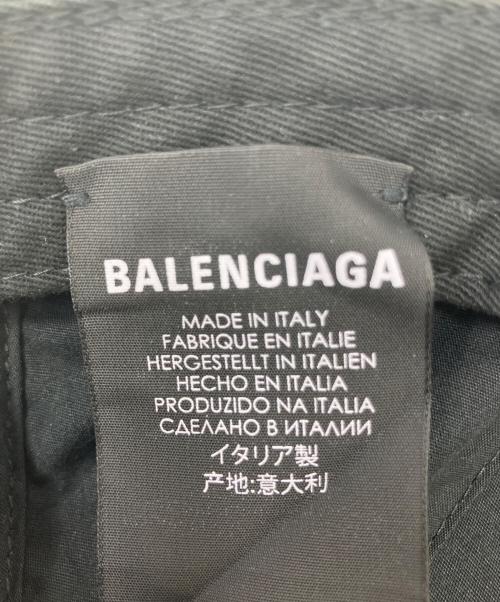 BALENCIAGA
MADE IN ITALY
FABRIQUE EN ITALIE
HERGESTELLT IN ITALIEN
HECHO EN ITALIA
PRODUZIDO NA ITALIA
СДЕЛАНО В ИТАЛИИ
イタリア製
产地:意大利